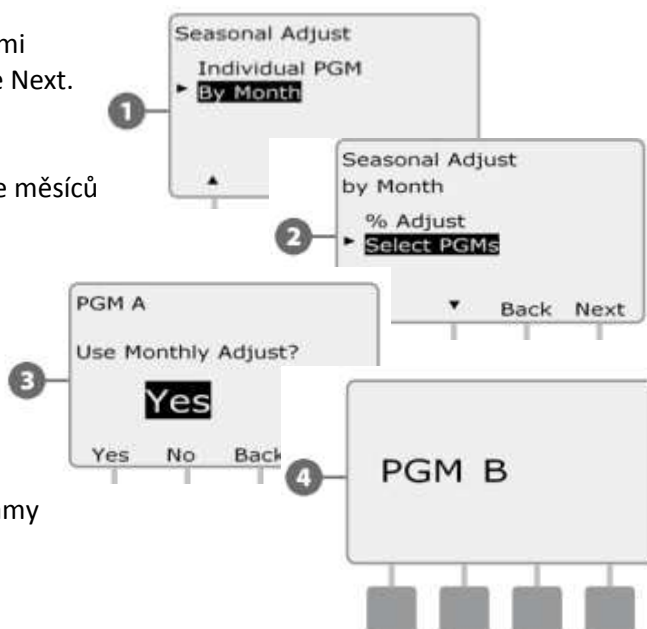 mi
e Next.
Seasonal Adjust
Individual PGM
By Month
1
e měsíců
Seasonal Adjust
by Month
% Adjust
Select PGMs
Back Next
2
PGM A
Use Monthly Adjust?
Yes
Yes No Back
3
PGM B
4
amy